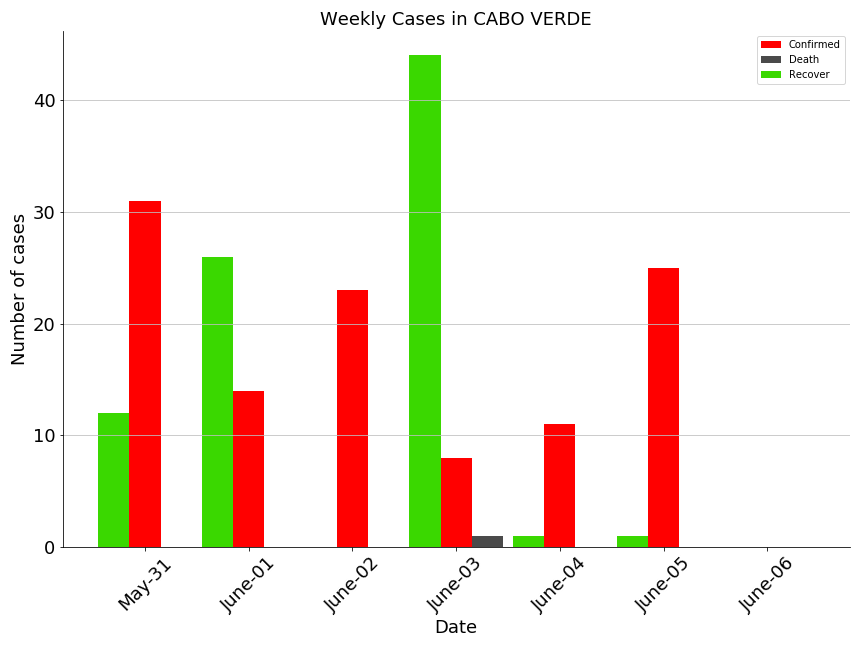 Weekly Cases in CABO VERDE
Confirmed
Death
Recover
Number of cases
40
30
20
10
0
May-31
June-01
June-02
June-03
June-04
June-05
June-06
Date